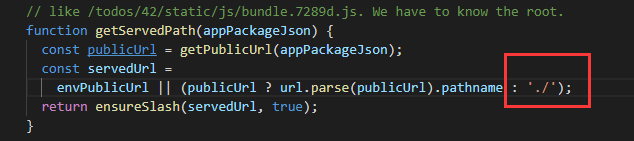 // like /todos/42/static/js/bundle.7289d.js. We have to know the root.
function getServedPath(appPackageJson) {
  const publicUrl = getPublicUrl(appPackageJson);
  const servedUrl =
    envPublicUrl || (publicUrl ? url.parse(publicUrl).pathname : './');
  return ensureSlash(servedUrl, true);
}